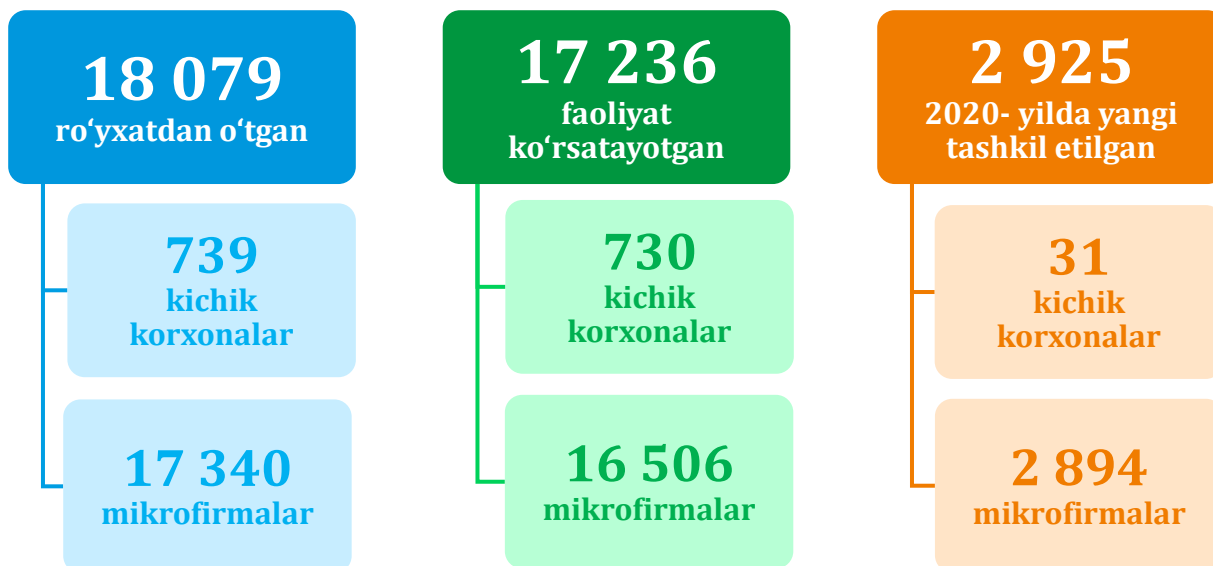 18 079
ro‘yxatdan o‘tgan
739
kichik
korxonalar
17 340
mikrofirmalar
17 236
faoliyat
ko‘rsatayotgan
730
kichik
korxonalar
16 506
mikrofirmalar
2 925
2020- yilda yangi
tashkil etilgan
31
kichik
korxonalar
2 894
mikrofirmalar